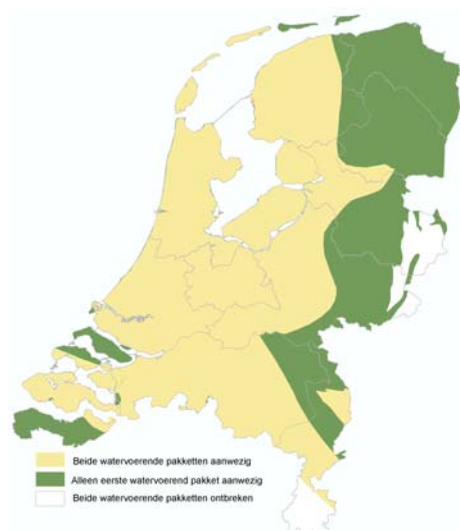 Beide watervoerende pakketten aanwezig
Alleen eerste watervoerend pakket aanwezig
Beide watervoerende pakketten ontbreken